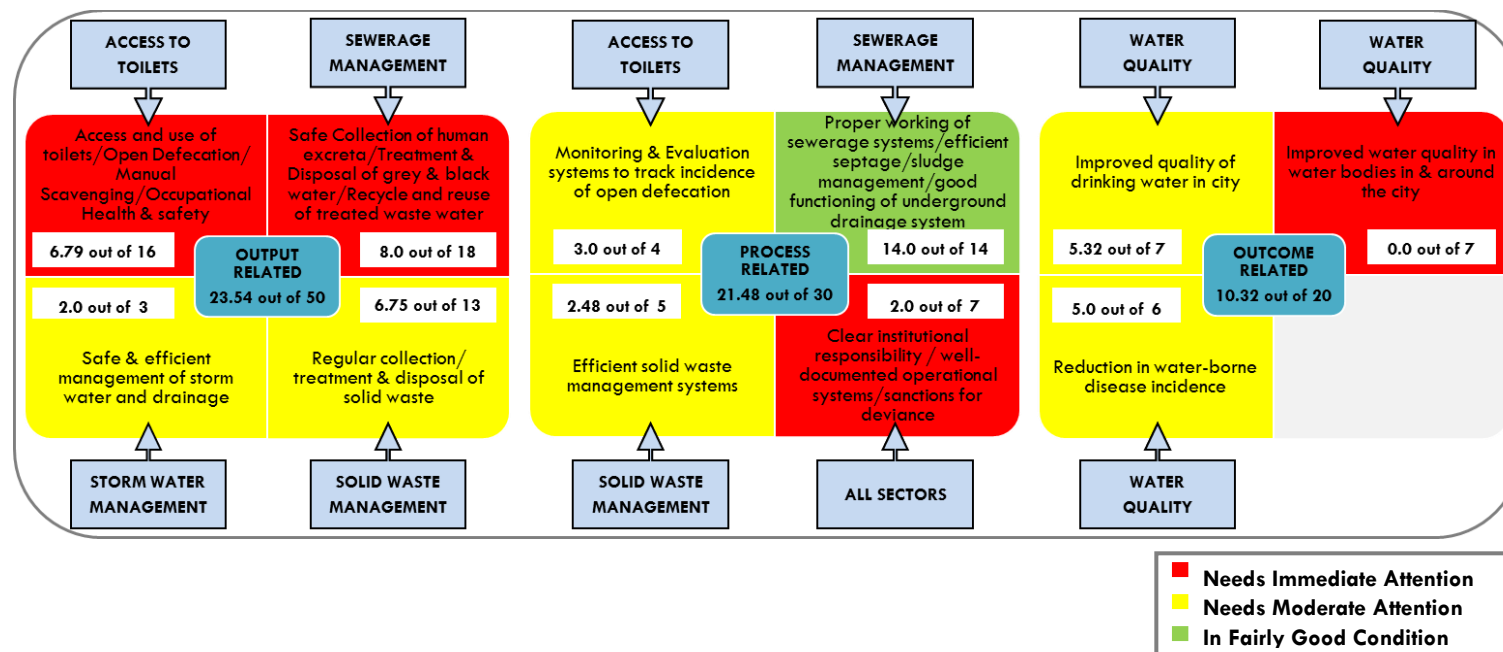 ACCESS TO
TOILETS
SEWERAGE
MANAGEMENT
Access and use of
toilets/Open Defecation/
Manual
Scavenging/Occupational
Health & safety
6.79 out of 16
Safe Collection of human
excreta/Treatment &
Disposal of grey & black
water/Recycle and reuse
of treated waste water
8.0 out of 18
OUTPUT
RELATED
23.54 out of 50
2.0 out of 3
Safe & efficient
management of storm
water and drainage
6.75 out of 13
Regular collection/
treatment & disposal of
solid waste
STORM WATER
MANAGEMENT
SOLID WASTE
MANAGEMENT
ACCESS TO
TOILETS
SEWERAGE
MANAGEMENT
Monitoring & Evaluation
systems to track incidence
of open defecation
3.0 out of 4
Proper working of
sewerage systems/efficient
septage/sludge
management/good
functioning of underground
drainage system
14.0 out of 14
PROCESS
RELATED
21.48 out of 30
2.48 out of 5
Efficient solid waste
management systems
2.0 out of 7
Clear institutional
responsibility / well-
documented operational
systems/sanctions for
deviance
SOLID WASTE
MANAGEMENT
ALL SECTORS
WATER
QUALITY
WATER
QUALITY
Improved quality of
drinking water in city
5.32 out of 7
Improved water quality in
water bodies in & around
the city
0.0 out of 7
OUTCOME
RELATED
10.32 out of 20
5.0 out of 6
Reduction in water-borne
disease incidence
WATER
QUALITY
Needs Immediate Attention
Needs Moderate Attention
In Fairly Good Condition